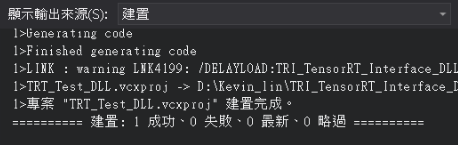 顯示輸出來源(S): 建置
1>Generating code
1>Finished generating code
1>LINK : warning LNK4199: /DELAYLOAD:TRI_TensorRT_Interface_DLL
1>TRT_Test_DLL.vcxproj -> D:\Kevin_lin\TRI_TensorRT_Interface_D
1>專案 "TRT_Test_DLL.vcxproj" 建置完成。
========== 建置: 1 成功、0 失敗、0 最新、0 略過 ==========